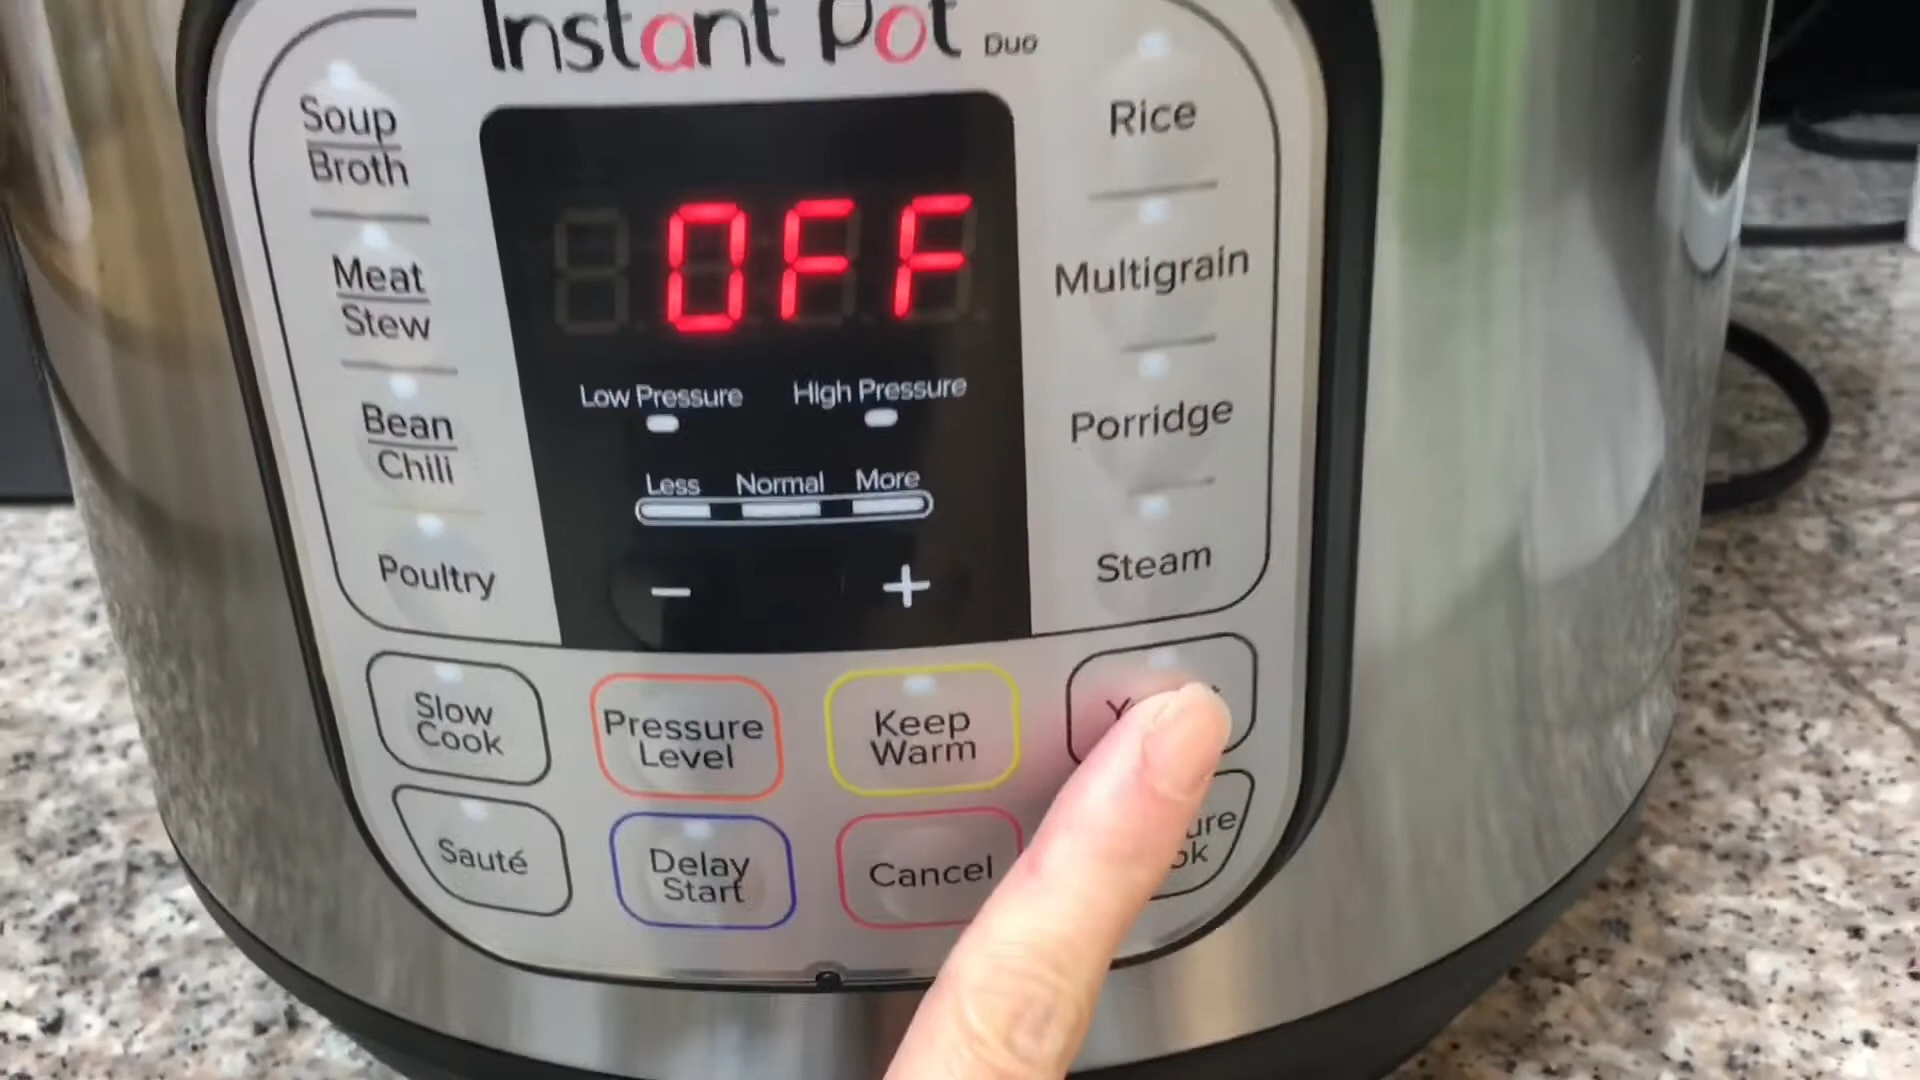 Instant Pot Duo
Soup
Broth
Meat
Stew
Bean
Chili
Poultry
OFF
Low Pressure
High Pressure
Less
Normal
More
−
+
Rice
Multigrain
Porridge
Steam
Slow
Cook
Pressure
Level
Keep
Warm
Sauté
Delay
Start
Cancel